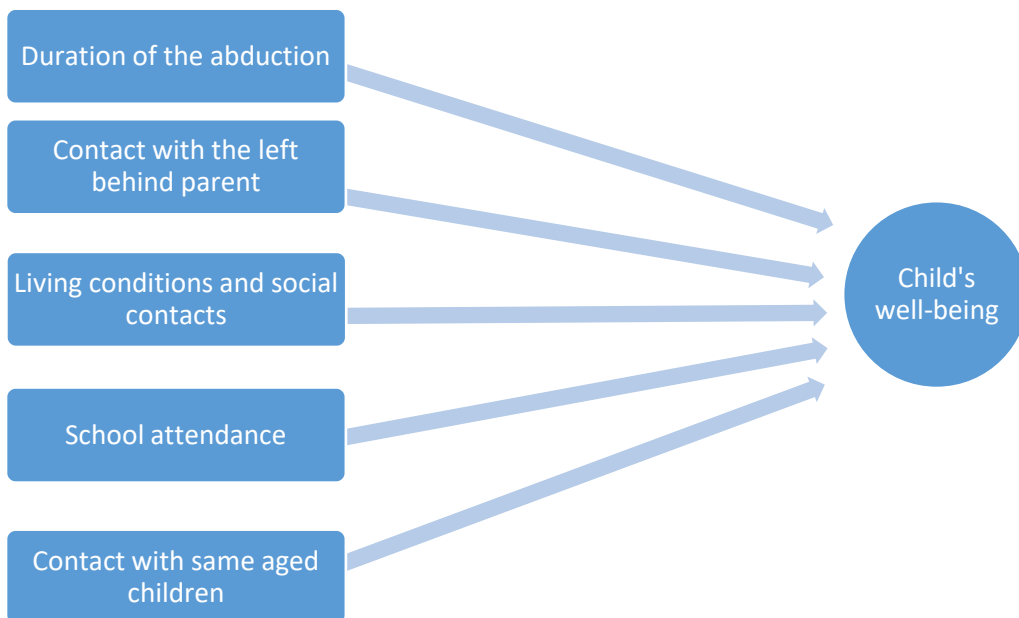 Duration of the abduction
Contact with the left
behind parent
Living conditions and social
contacts
School attendance
Contact with same aged
children
Child's
well-being